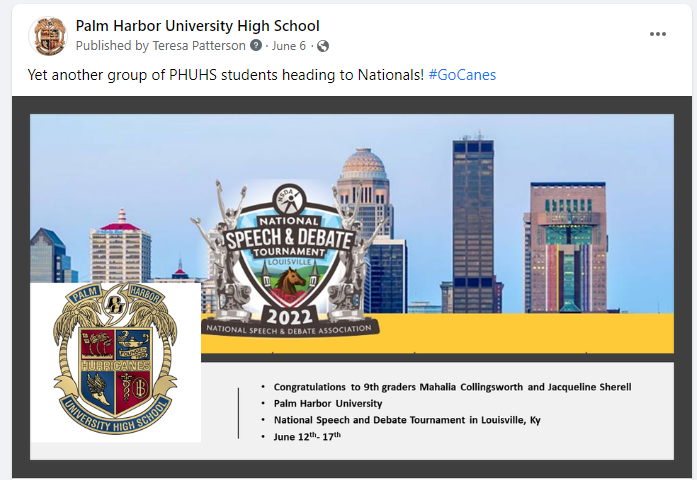 Palm Harbor University High School
Published by Teresa Patterson · June 6 ·
Yet another group of PHUHS students heading to Nationals! #GoCanes
NSDA
NATIONAL
SPEECH & DEBATE
TOURNAMENT
LOUISVILLE
2022
NATIONAL SPEECH & DEBATE ASSOCIATION
PALM HARBOR
HURRICANES
UNIVERSITY HIGH SCHOOL
• Congratulations to 9th graders Mahalia Collingsworth and Jacqueline Sherell
• Palm Harbor University
• National Speech and Debate Tournament in Louisville, Ky
• June 12th- 17th